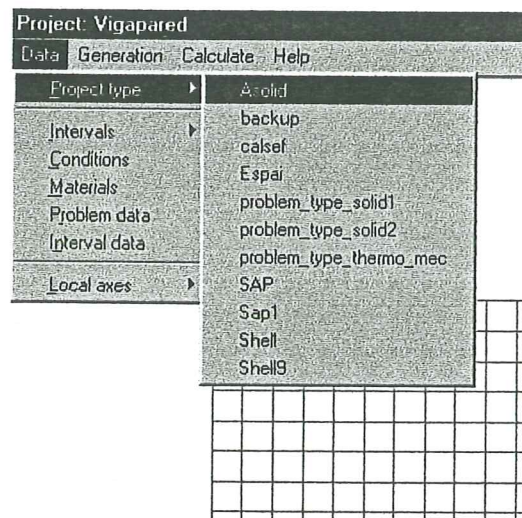 Project: Vigapared
Data Generation Calculate Help
Project type
Intervals
Conditions
Materials
Problem data
Interval data
Local axes
Asolid
backup
calsef
Espai
problem_type_solid1
problem_type_solid2
problem_type_thermo_mec
SAP
Sap1
Shell
Shell9